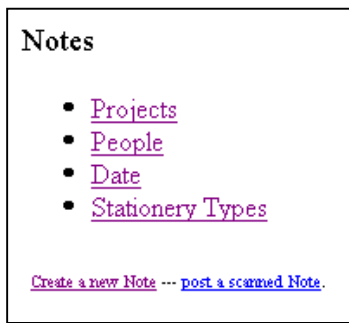 Notes
Projects
People
Date
Stationery Types
Create a new Note --- post a scanned Note.